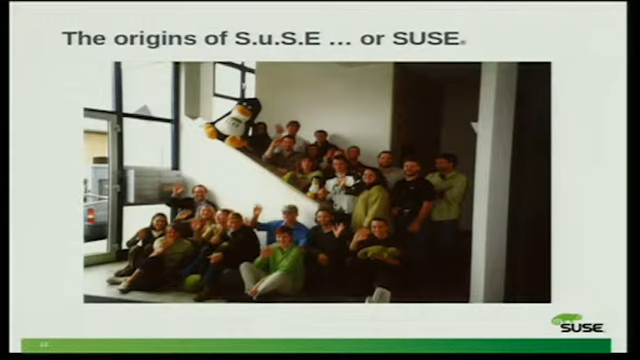 The origins of S.u.S.E … or SUSE®
SUSE